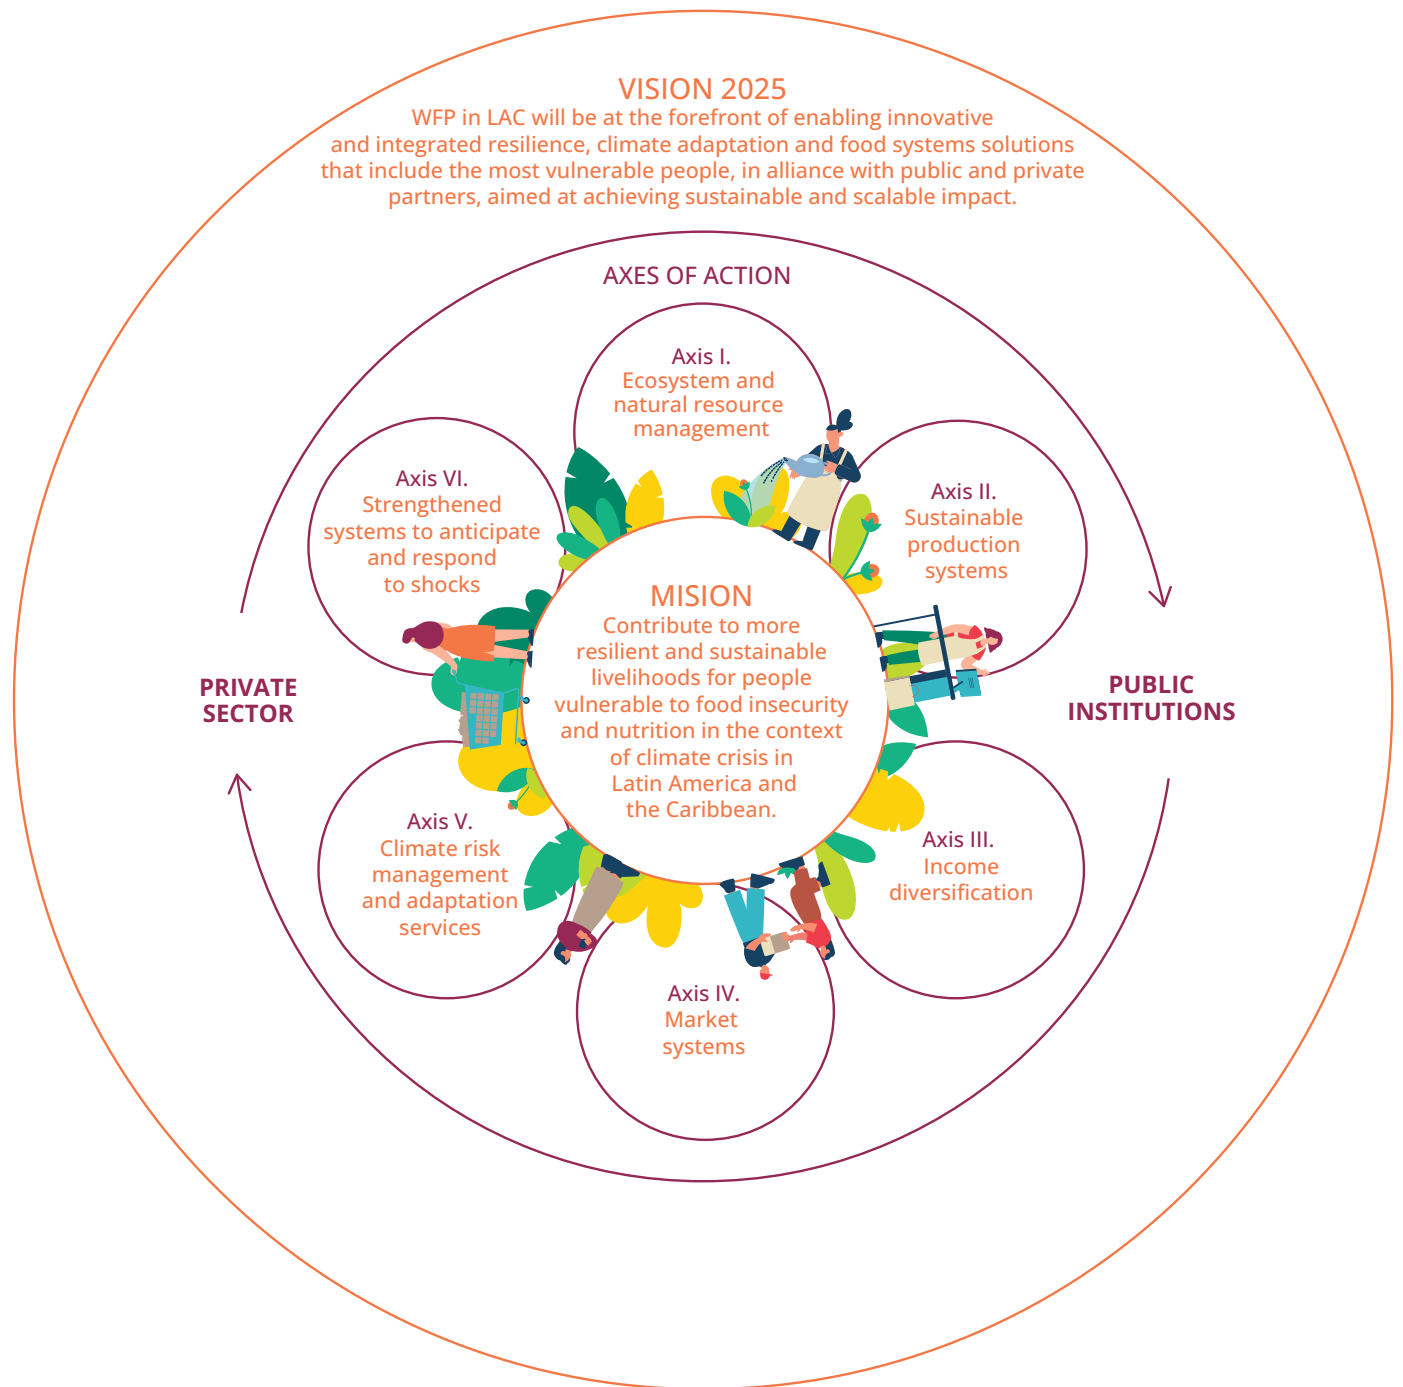 VISION 2025
WFP in LAC will be at the forefront of enabling innovative
and integrated resilience, climate adaptation and food systems solutions
that include the most vulnerable people, in alliance with public and private
partners, aimed at achieving sustainable and scalable impact.
AXES OF ACTION
Axis I.
Ecosystem and
natural resource
management
Axis II.
Sustainable
production
systems
Axis III.
Income
diversification
Axis IV.
Market
systems
Axis V.
Climate risk
management
and adaptation
services
Axis VI.
Strengthened
systems to anticipate
and respond
to shocks
MISION
Contribute to more
resilient and sustainable
livelihoods for people
vulnerable to food insecurity
and nutrition in the context
of climate crisis in
Latin America and
the Caribbean.
PRIVATE
SECTOR
PUBLIC
INSTITUTIONS